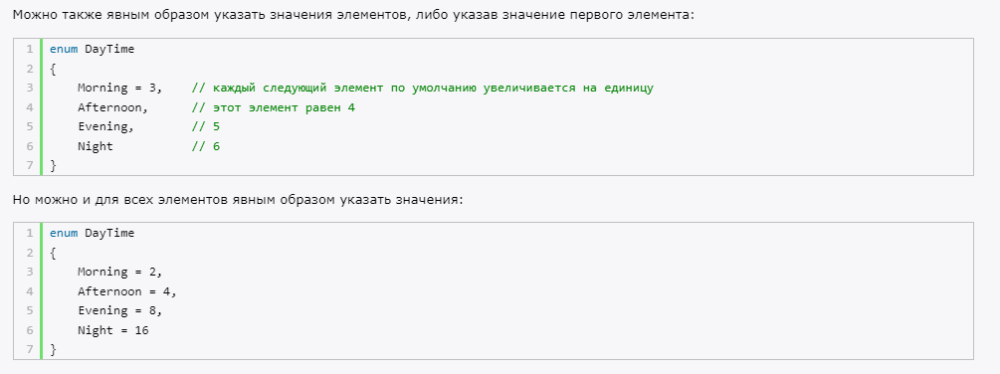 Можно также явным образом указать значения элементов, либо указав значение первого элемента:
1 enum DayTime
2 {
3     Morning = 3,    // каждый следующий элемент по умолчанию увеличивается на единицу
4     Afternoon,      // этот элемент равен 4
5     Evening,        // 5
6     Night           // 6
7 }
Но можно и для всех элементов явным образом указать значения:
1 enum DayTime
2 {
3     Morning = 2,
4     Afternoon = 4,
5     Evening = 8,
6     Night = 16
7 }